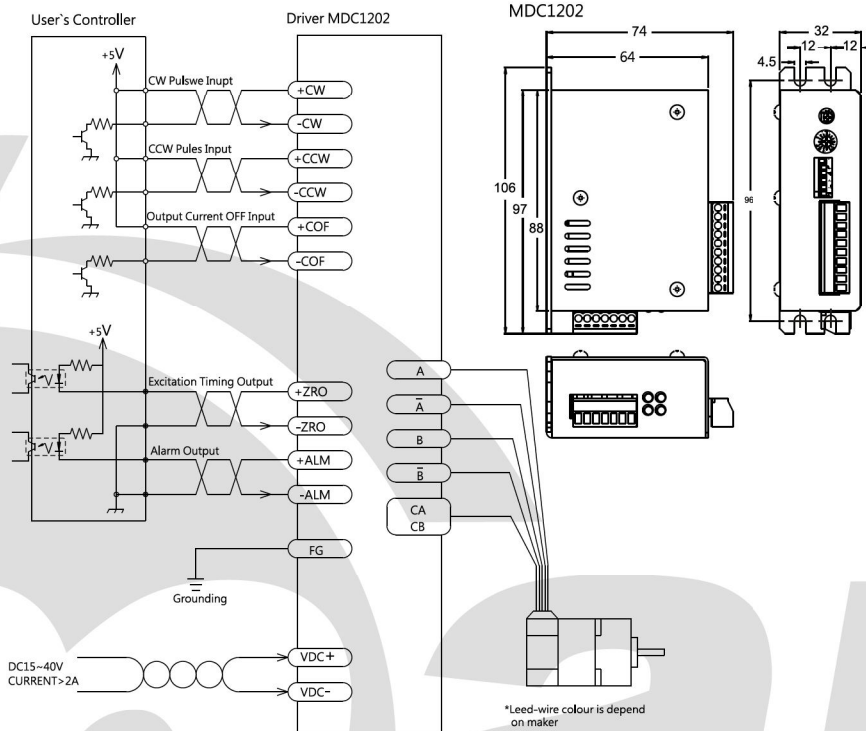 User`s Controller
Driver MDC1202
MDC1202
+5V
CW Pulswe Inupt
+CW
-CW
CCW Pules Input
+CCW
-CCW
Output Current OFF Input
+COF
-COF
+5V
Excitation Timing Output
+ZRO
-ZRO
Alarm Output
+ALM
-ALM
FG
Grounding
DC15~40V
CURRENT>2A
VDC+
VDC-
A
A̅
B
B̅
CA
CB
*Leed-wire colour is depend
on maker
74
64
106
97
88
32
12
12
4.5
96